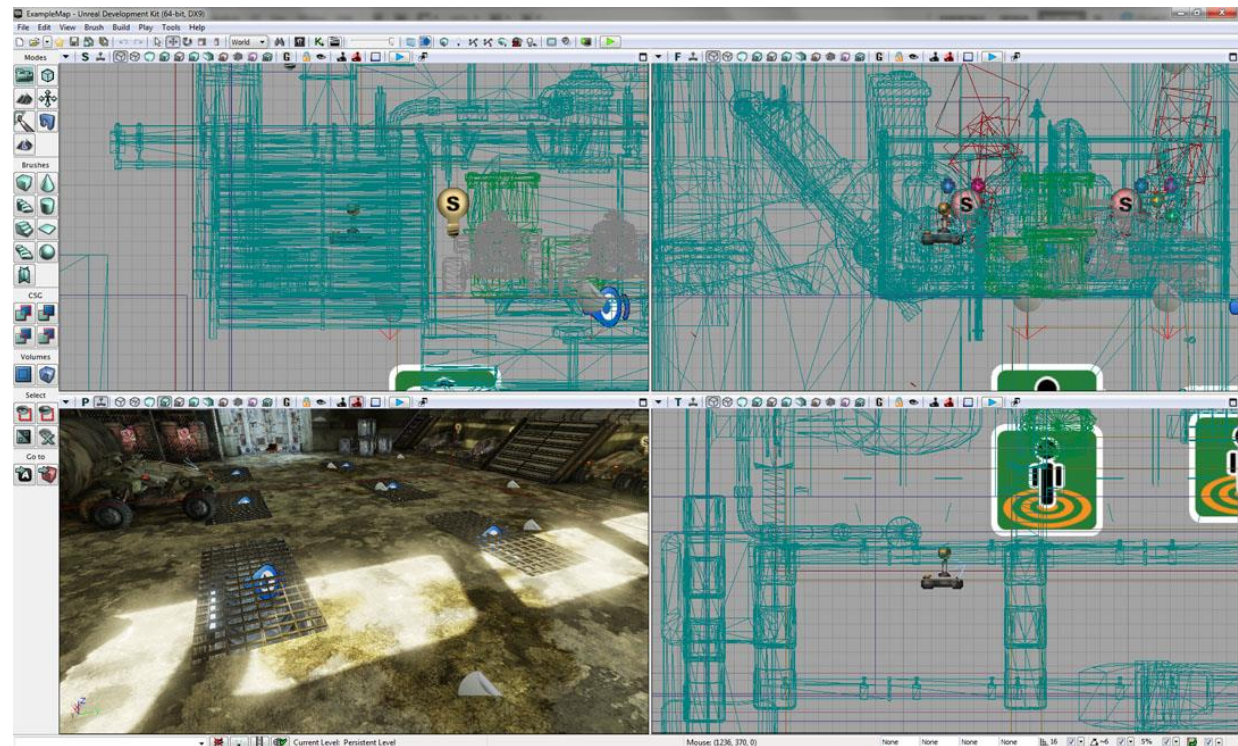 ExampleMap - Unreal Development Kit (64-bit, DX9)
File Edit View Brush Build Play Tools Help
World
Modes
S G
F G
Brushes
S
S S
CSG
Volumes
Select
P G
T G
Go to
Current Level: Persistent Level
Mouse: (1236, 370, 0)
None None None None
16
5%